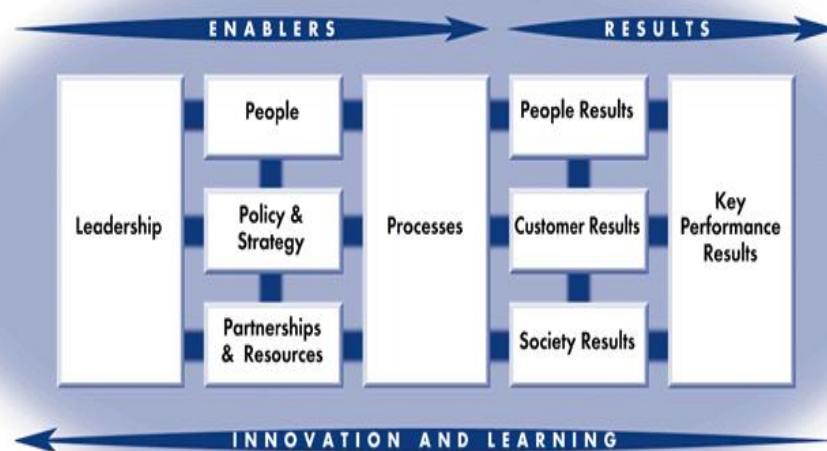 ENABLERS
RESULTS
Leadership
People
Policy &
Strategy
Partnerships
& Resources
Processes
People Results
Customer Results
Society Results
Key
Performance
Results
INNOVATION AND LEARNING